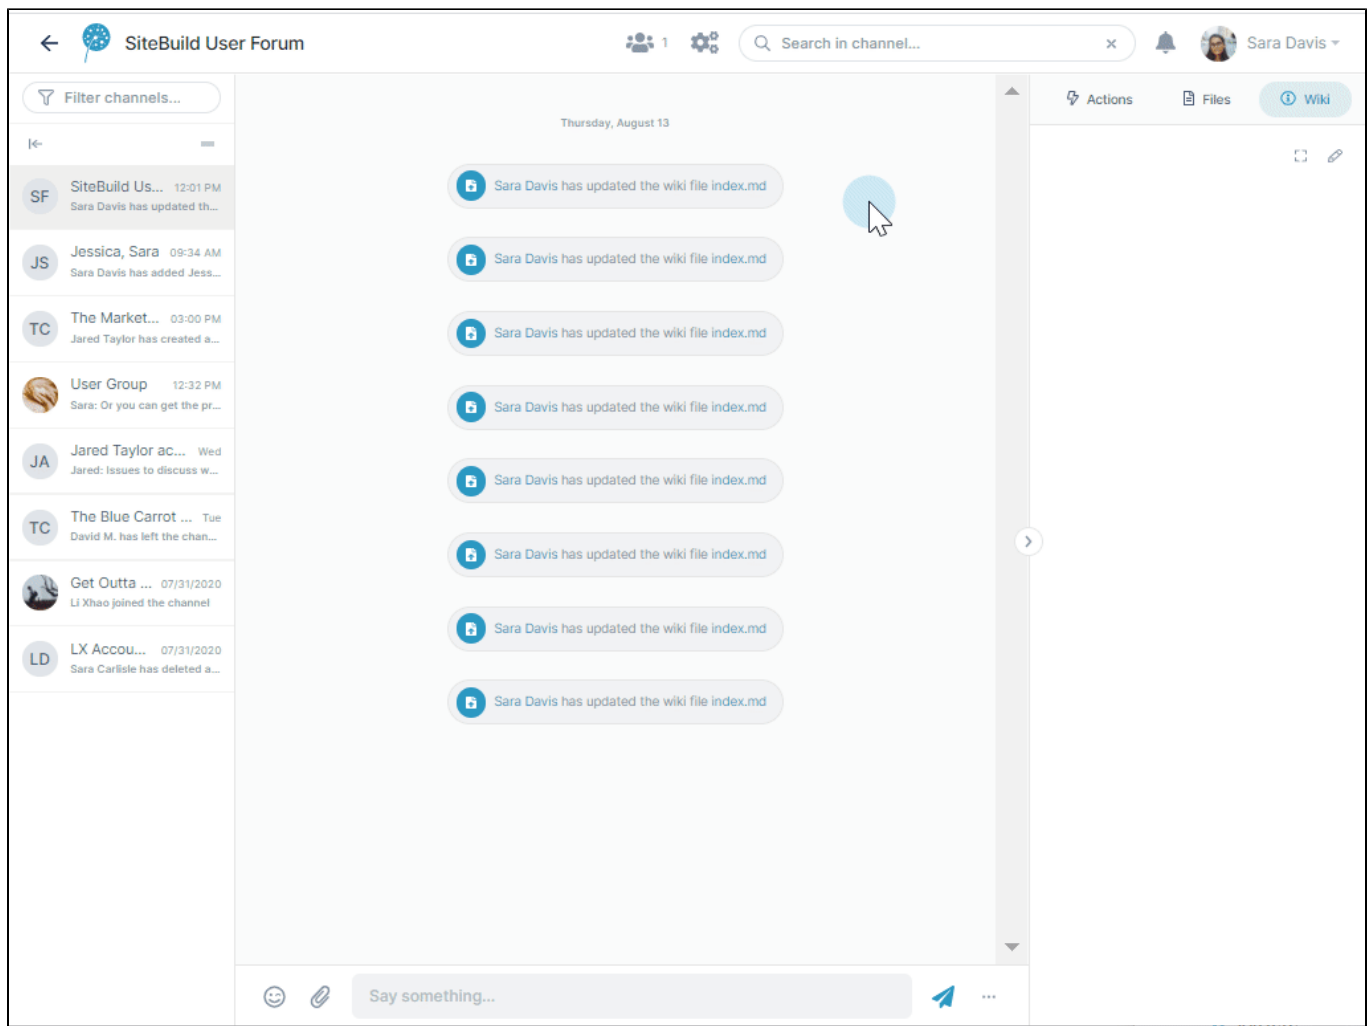 SiteBuild User Forum
1
Search in channel...
Sara Davis
Filter channels...
SF
SiteBuild Us... 12:01 PM
Sara Davis has updated th...
JS
Jessica, Sara 09:34 AM
Sara Davis has added Jess...
TC
The Market... 03:00 PM
Jared Taylor has created a...
User Group 12:32 PM
Sara: Or you can get the pr...
JA
Jared Taylor ac... Wed
Jared: Issues to discuss w...
TC
The Blue Carrot ... Tue
David M. has left the chan...
Get Outta ... 07/31/2020
Li Xhao joined the channel
LD
LX Accou... 07/31/2020
Sara Carlisle has deleted a...
Thursday, August 13
Sara Davis has updated the wiki file index.md
Sara Davis has updated the wiki file index.md
Sara Davis has updated the wiki file index.md
Sara Davis has updated the wiki file index.md
Sara Davis has updated the wiki file index.md
Sara Davis has updated the wiki file index.md
Sara Davis has updated the wiki file index.md
Sara Davis has updated the wiki file index.md
Say something...
Actions
Files
Wiki